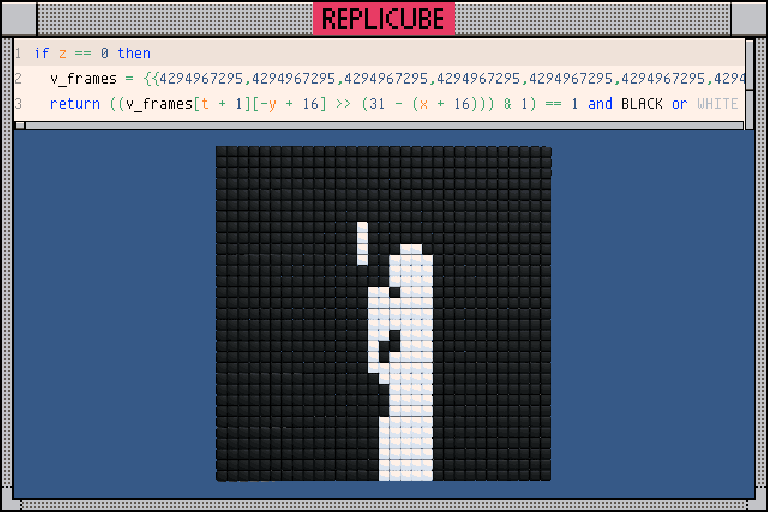 REPLICUBE
1 if z == 0 then
2 v_frames = {{4294967295,4294967295,4294967295,4294967295,4294967295,4294967295,4294
3 return ((v_frames[t + 1][-y + 16] >> (31 - (x + 16))) & 1) == 1 and BLACK or WHITE